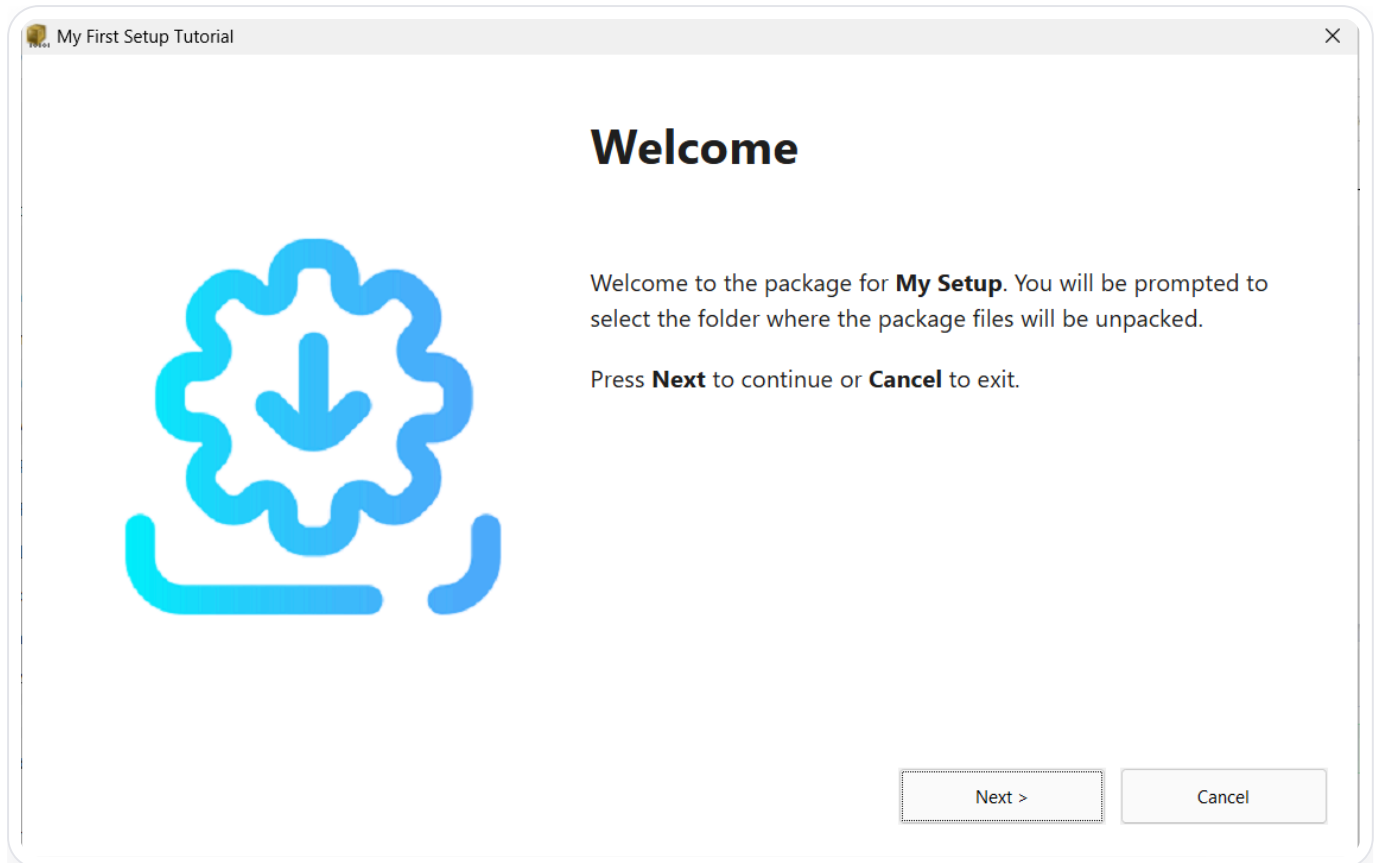 My First Setup Tutorial
Welcome
Welcome to the package for My Setup. You will be prompted to
select the folder where the package files will be unpacked.
Press Next to continue or Cancel to exit.
Next >
Cancel